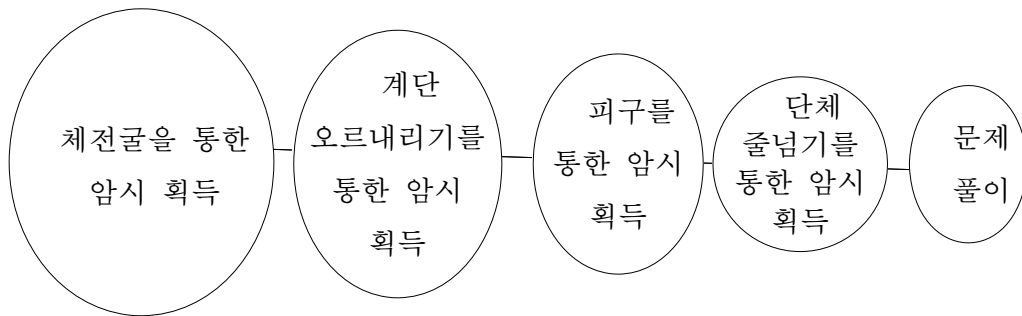 체전굴을 통한
암시 획득
계단
오르내리기를
통한 암시
획득
피구를
통한 암시
획득
단체
줄넘기를
통한 암시
획득
문제
풀이